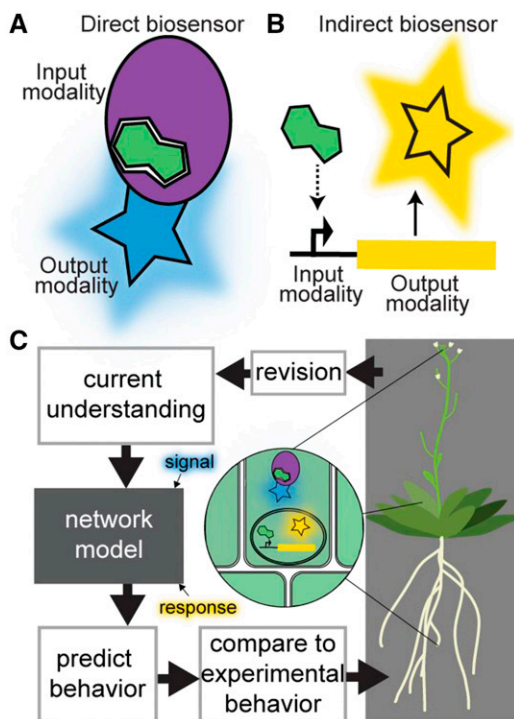 A
Direct biosensor
Input
modality
Output
modality
B
Indirect biosensor
Input
modality
Output
modality
C
current
understanding
revision
signal
network
model
response
predict
behavior
compare to
experimental
behavior